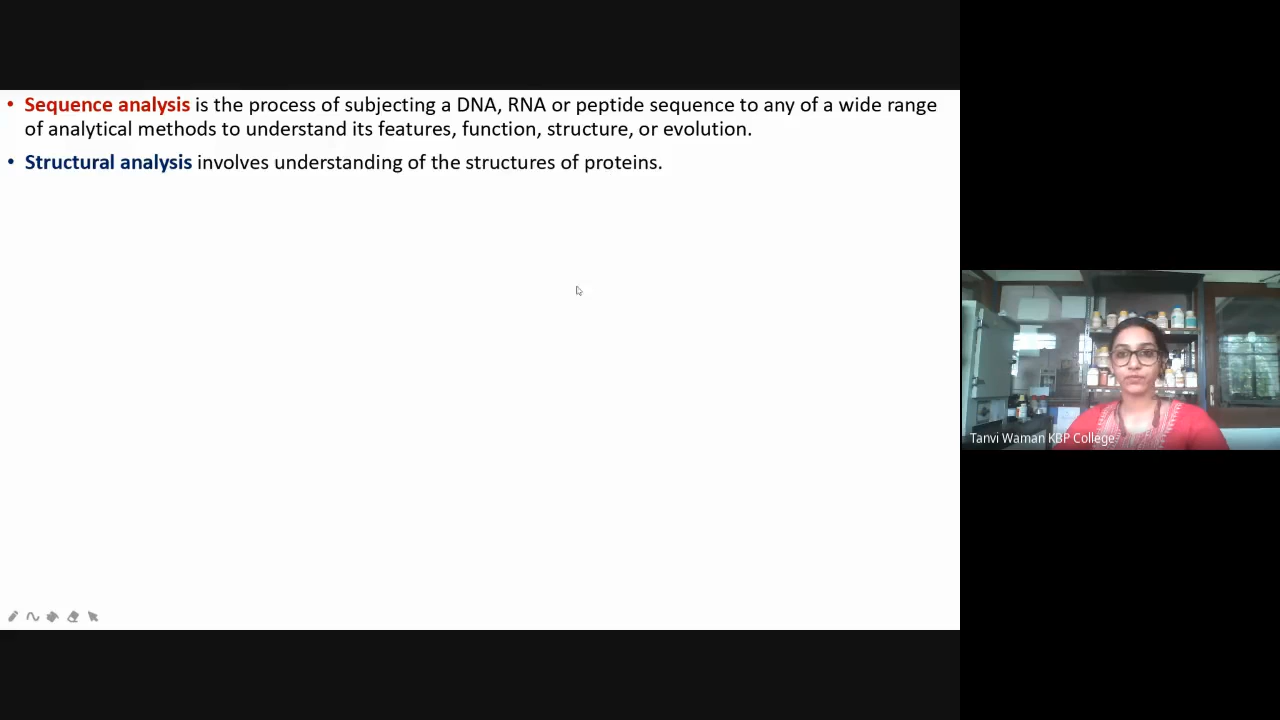 • Sequence analysis is the process of subjecting a DNA, RNA or peptide sequence to any of a wide range
of analytical methods to understand its features, function, structure, or evolution.
• Structural analysis involves understanding of the structures of proteins.
Tanvi Waman KBP College